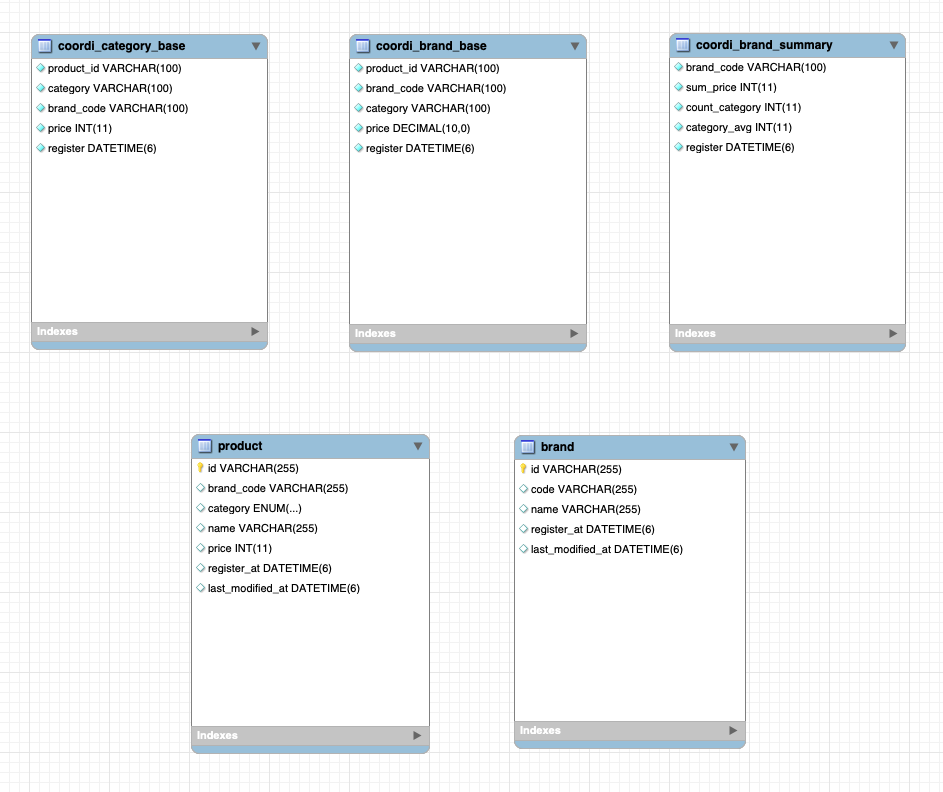 coordi_category_base
product_id VARCHAR(100)
category VARCHAR(100)
brand_code VARCHAR(100)
price INT(11)
register DATETIME(6)
Indexes
coordi_brand_base
product_id VARCHAR(100)
brand_code VARCHAR(100)
category VARCHAR(100)
price DECIMAL(10,0)
register DATETIME(6)
Indexes
coordi_brand_summary
brand_code VARCHAR(100)
sum_price INT(11)
count_category INT(11)
category_avg INT(11)
register DATETIME(6)
Indexes
product
id VARCHAR(255)
brand_code VARCHAR(255)
category ENUM(...)
name VARCHAR(255)
price INT(11)
register_at DATETIME(6)
last_modified_at DATETIME(6)
Indexes
brand
id VARCHAR(255)
code VARCHAR(255)
name VARCHAR(255)
register_at DATETIME(6)
last_modified_at DATETIME(6)
Indexes